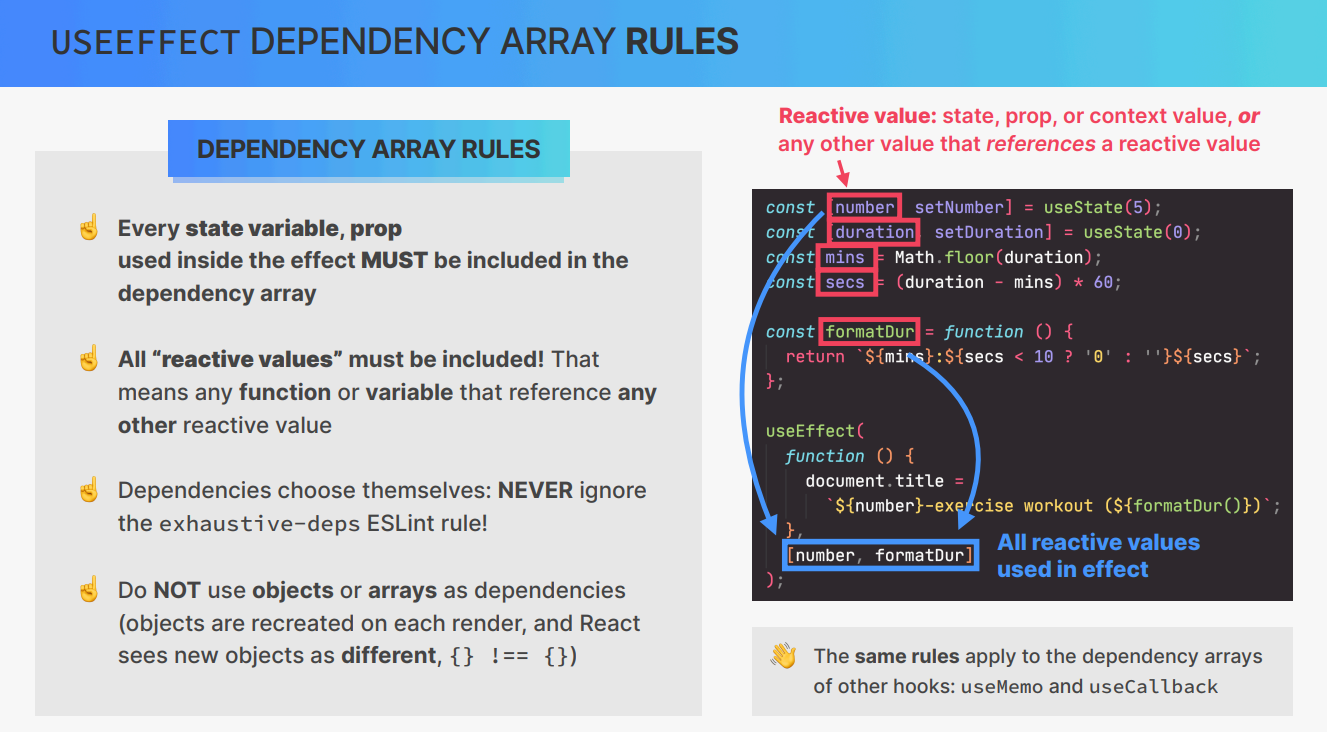 USEEFFECT DEPENDENCY ARRAY RULES
DEPENDENCY ARRAY RULES
☝️ Every state variable, prop
used inside the effect MUST be included in the
dependency array
☝️ All “reactive values” must be included! That
means any function or variable that reference any
other reactive value
☝️ Dependencies choose themselves: NEVER ignore
the exhaustive-deps ESLint rule!
☝️ Do NOT use objects or arrays as dependencies
(objects are recreated on each render, and React
sees new objects as different, {} !== {})
Reactive value: state, prop, or context value, or
any other value that references a reactive value
const [number, setNumber] = useState(5);
const [duration, setDuration] = useState(0);
const mins = Math.floor(duration);
const secs = (duration - mins) * 60;
const formatDur = function () {
return `${mins}:${secs < 10 ? '0' : ''}${secs}`;
};
useEffect(
function () {
document.title =
`${number}-exercise workout (${formatDur()})`;
},
[number, formatDur]
);
All reactive values
used in effect
👋 The same rules apply to the dependency arrays
of other hooks: useMemo and useCallback